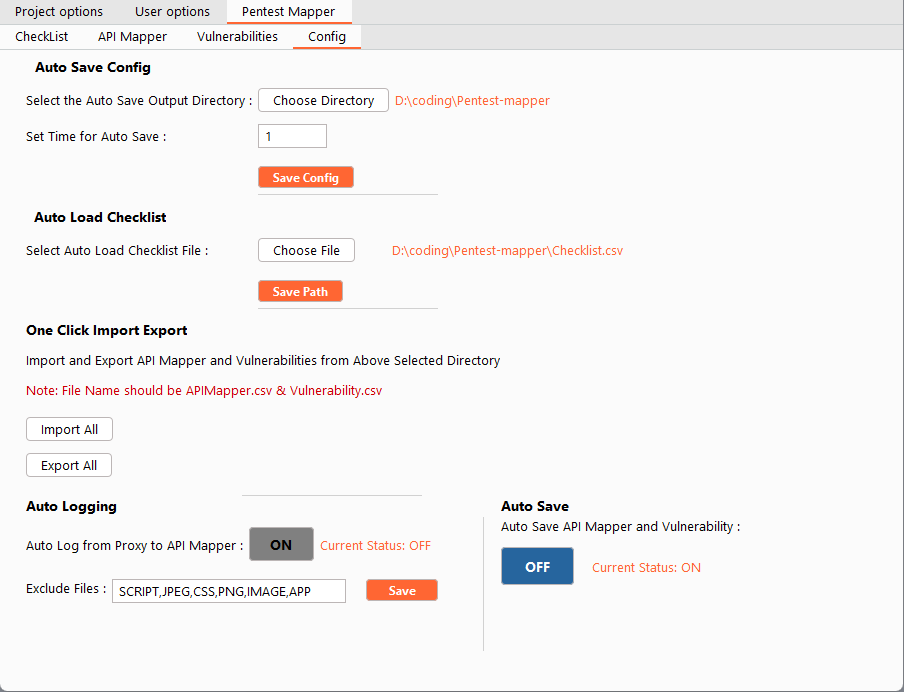 Project options User options Pentest Mapper
CheckList API Mapper Vulnerabilities Config
Auto Save Config
Select the Auto Save Output Directory : Choose Directory D:\coding\Pentest-mapper
Set Time for Auto Save : 1
Save Config
Auto Load Checklist
Select Auto Load Checklist File : Choose File D:\coding\Pentest-mapper\Checklist.csv
Save Path
One Click Import Export
Import and Export API Mapper and Vulnerabilities from Above Selected Directory
Note: File Name should be APIMapper.csv & Vulnerability.csv
Import All
Export All
Auto Logging
Auto Log from Proxy to API Mapper : ON Current Status: OFF
Exclude Files : SCRIPT,JPEG,CSS,PNG,IMAGE,APP Save
Auto Save
Auto Save API Mapper and Vulnerability :
OFF Current Status: ON